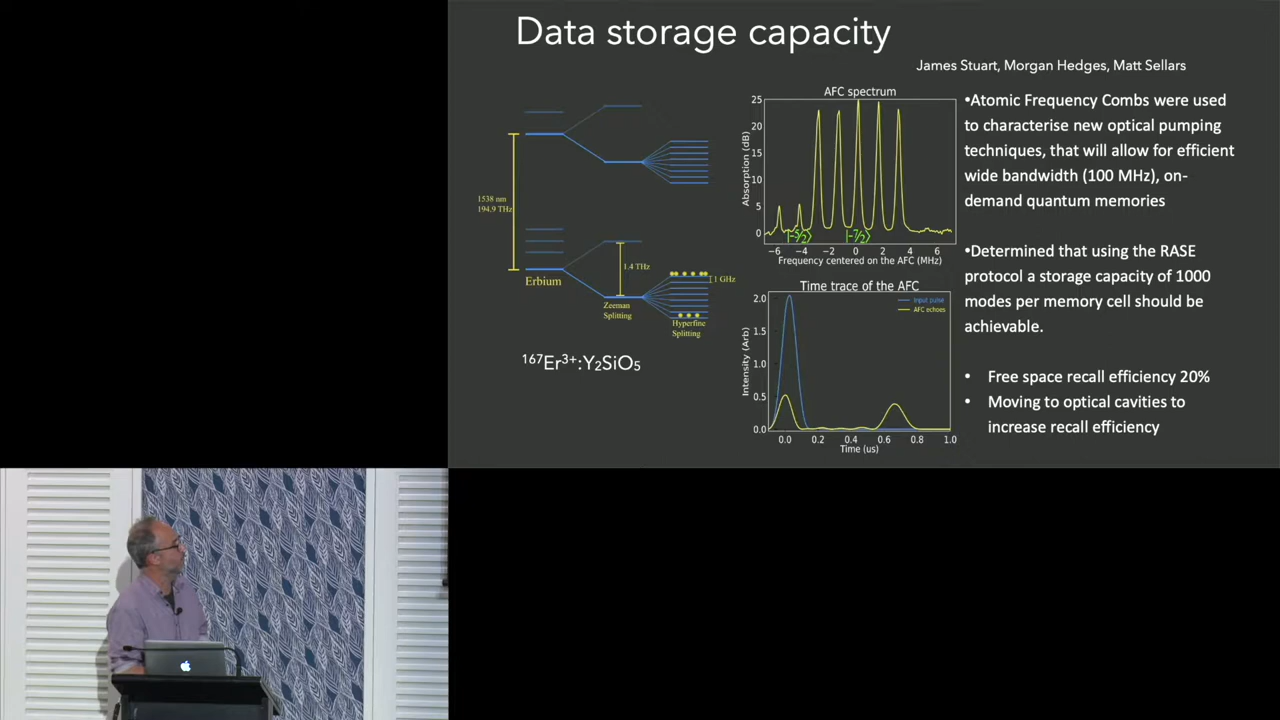 Data storage capacity
James Stuart, Morgan Hedges, Matt Sellars
1538 nm
194.9 THz
Erbium
1.4 THz
Zeeman
Splitting
1 GHz
Hyperfine
Splitting
¹⁶⁷Er³⁺:Y₂SiO₅
AFC spectrum
Absorption (dB)
25
20
15
10
5
0
|-5/2⟩
|-7/2⟩
−6 −4 −2 0 2 4 6
Frequency centered on the AFC (MHz)
Time trace of the AFC
Intensity (Arb)
2.0
1.5
1.0
0.5
0.0
Input pulse
AFC echoes
0.0 0.2 0.4 0.6 0.8 1.0
Time (us)
•Atomic Frequency Combs were used
to characterise new optical pumping
techniques, that will allow for efficient
wide bandwidth (100 MHz), on-
demand quantum memories
•Determined that using the RASE
protocol a storage capacity of 1000
modes per memory cell should be
achievable.
• Free space recall efficiency 20%
• Moving to optical cavities to
increase recall efficiency